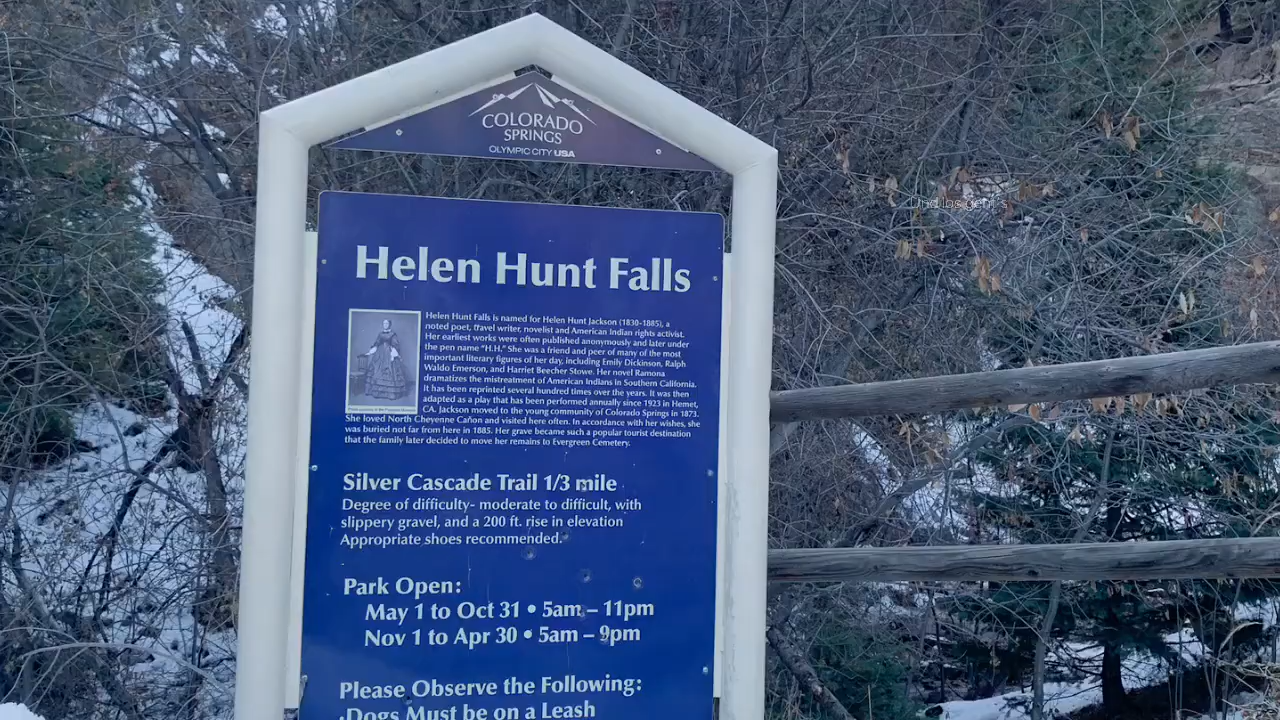 COLORADO
SPRINGS
OLYMPIC CITY USA
Und los geht's
Helen Hunt Falls
Helen Hunt Falls is named for Helen Hunt Jackson (1830-1885), a
noted poet, travel writer, novelist and American Indian rights activist.
Her earliest works were often published anonymously and later under
the pen name "H.H." She was a friend and peer of many of the most
important literary figures of her day, including Emily Dickinson, Ralph
Waldo Emerson, and Harriet Beecher Stowe. Her novel Ramona
dramatizes the mistreatment of American Indians in Southern California.
It has been reprinted several hundred times over the years. It was then
adapted as a play that has been performed annually since 1923 in Hemet,
CA. Jackson moved to the young community of Colorado Springs in 1873.
She loved North Cheyenne Cañon and visited here often. In accordance with her wishes, she
was buried not far from here in 1885. Her grave became such a popular tourist destination
that the family later decided to move her remains to Evergreen Cemetery.
Silver Cascade Trail 1/3 mile
Degree of difficulty- moderate to difficult, with
slippery gravel, and a 200 ft. rise in elevation
Appropriate shoes recommended.
Park Open:
May 1 to Oct 31 • 5am – 11pm
Nov 1 to Apr 30 • 5am – 9pm
Please Observe the Following:
.Dogs Must be on a Leash